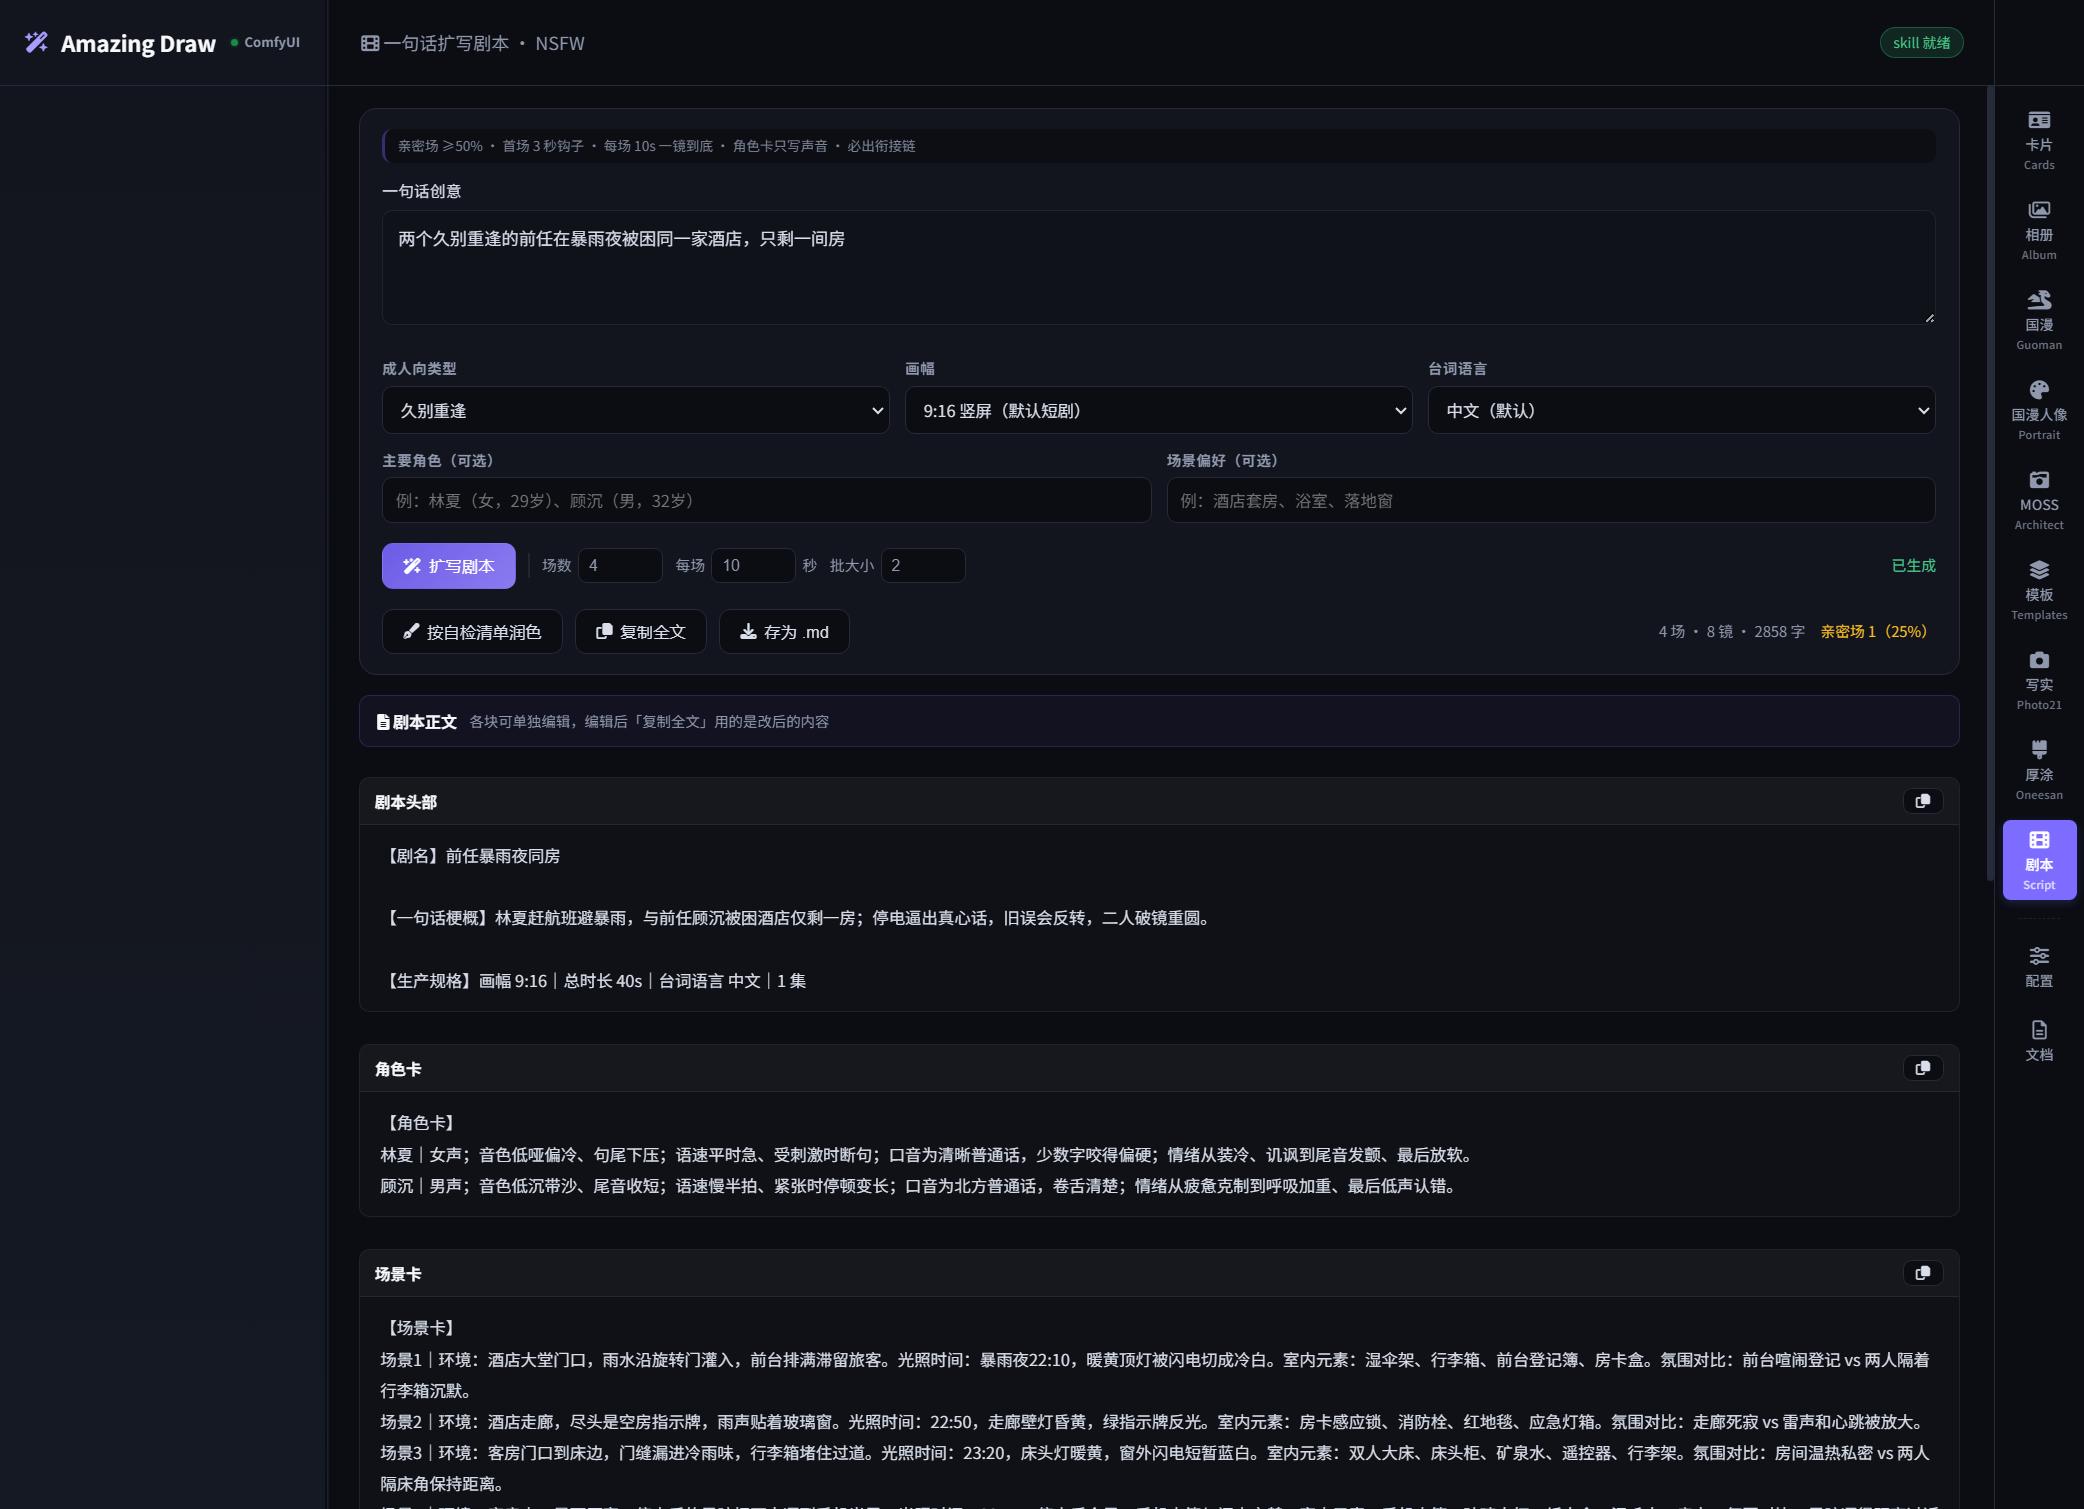 Amazing Draw
ComfyUI
一句话扩写剧本 · NSFW
skill 就绪
亲密场 ≥50% · 首场 3 秒钩子 · 每场 10s 一镜到底 · 角色卡只写声音 · 必出衔接链
一句话创意
两个久别重逢的前任在暴雨夜被困同一家酒店，只剩一间房
成人向类型
画幅
台词语言
久别重逢
9:16 竖屏（默认短剧）
中文（默认）
主要角色（可选）
场景偏好（可选）
例：林夏（女，29岁）、顾沉（男，32岁）
例：酒店套房、浴室、落地窗
扩写剧本
场数 4
每场 10 秒
批大小 2
已生成
按自检清单润色
复制全文
存为 .md
4 场 · 8 镜 · 2858 字
亲密场 1（25%）
剧本正文
各块可单独编辑，编辑后「复制全文」用的是改后的内容
剧本头部
【剧名】前任暴雨夜同房
【一句话梗概】林夏赶航班避暴雨，与前任顾沉被困酒店仅剩一房；停电逼出真心话，旧误会反转，二人破镜重圆。
【生产规格】画幅 9:16｜总时长 40s｜台词语言 中文｜1 集
角色卡
【角色卡】
林夏｜女声；音色低哑偏冷、句尾下压；语速平时急、受刺激时断句；口音为清晰普通话，少数字咬得偏硬；情绪从装冷、讥讽到尾音发颤、最后放软。
顾沉｜男声；音色低沉带沙、尾音收短；语速慢半拍、紧张时停顿变长；口音为北方普通话，卷舌清楚；情绪从疲惫克制到呼吸加重、最后低声认错。
场景卡
【场景卡】
场景1｜环境：酒店大堂门口，雨水沿旋转门灌入，前台排满滞留旅客。光照时间：暴雨夜22:10，暖黄顶灯被闪电切成冷白。室内元素：湿伞架、行李箱、前台登记簿、房卡盒。氛围对比：前台喧闹登记 vs 两人隔着
行李箱沉默。
场景2｜环境：酒店走廊，尽头是空房指示牌，雨声贴着玻璃窗。光照时间：22:50，走廊壁灯昏黄，绿指示牌反光。室内元素：房卡感应锁、消防栓、红地毯、应急灯箱。氛围对比：走廊死寂 vs 雷声和心跳被放大。
场景3｜环境：客房门口到床边，门缝漏进冷雨味，行李箱堵住过道。光照时间：23:20，床头灯暖黄，窗外闪电短暂蓝白。室内元素：双人大床、床头柜、矿泉水、遥控器、行李架。氛围对比：房间温热私密 vs 两人
隔床角保持距离。
卡片
Cards
相册
Album
国漫
Guoman
国漫人像
Portrait
MOSS
Architect
模板
Templates
写实
Photo21
厚涂
Oneesan
剧本
Script
配置
文档